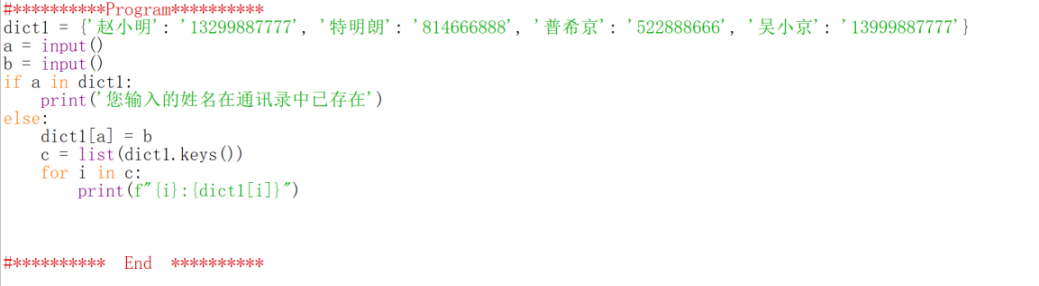 #**********Program**********
dict1 = {'赵小明': '13299887777', '特明朗': '814666888', '普希京': '522888666', '吴小京': '13999887777'}
a = input()
b = input()
if a in dict1:
    print('您输入的姓名在通讯录中已存在')
else:
    dict1[a] = b
    c = list(dict1.keys())
    for i in c:
        print(f"{i}:{dict1[i]}")
#**********  End  **********